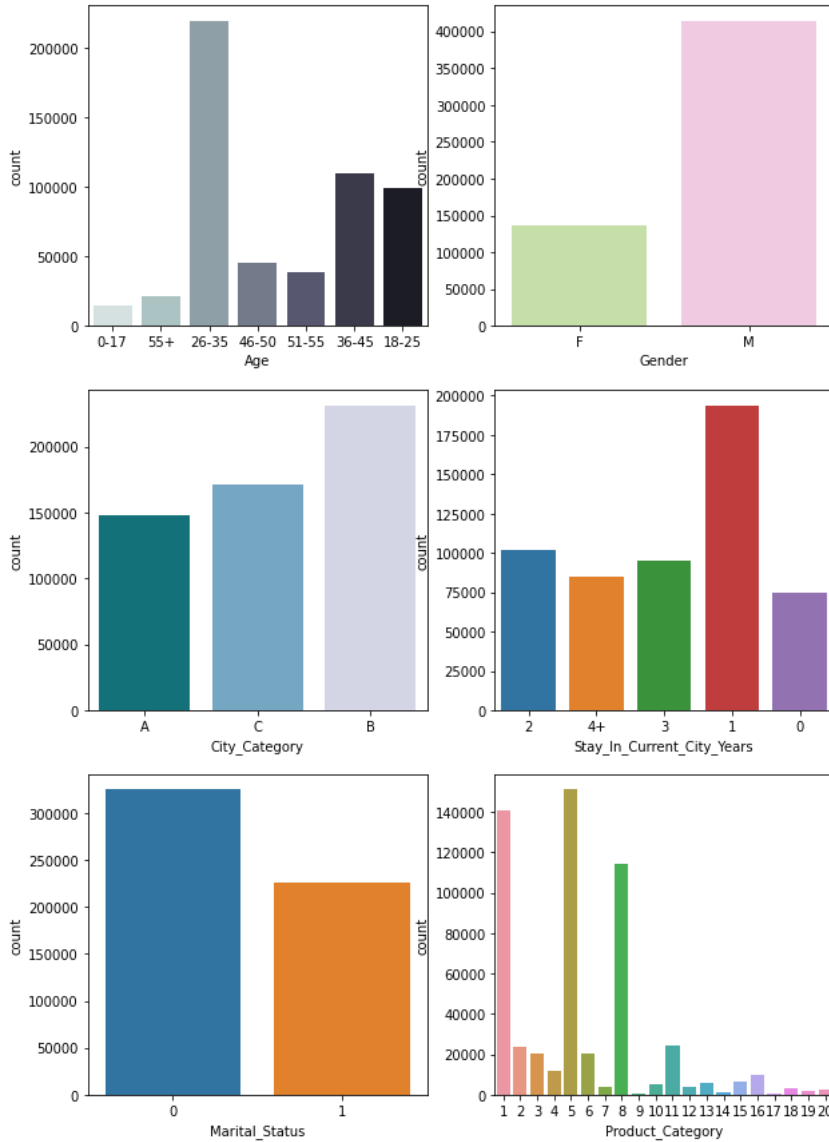 200000
150000
100000
50000
0
count
0-17 55+ 26-35 46-50 51-55 36-45 18-25
Age
400000
350000
300000
250000
200000
150000
100000
50000
0
count
F M
Gender
200000
150000
100000
50000
0
count
A C B
City_Category
200000
175000
150000
125000
100000
75000
50000
25000
0
count
2 4+ 3 1 0
Stay_In_Current_City_Years
300000
250000
200000
150000
100000
50000
0
count
0 1
Marital_Status
140000
120000
100000
80000
60000
40000
20000
0
count
1 2 3 4 5 6 7 8 9 10 11 12 13 14 15 16 17 18 19 20
Product_Category